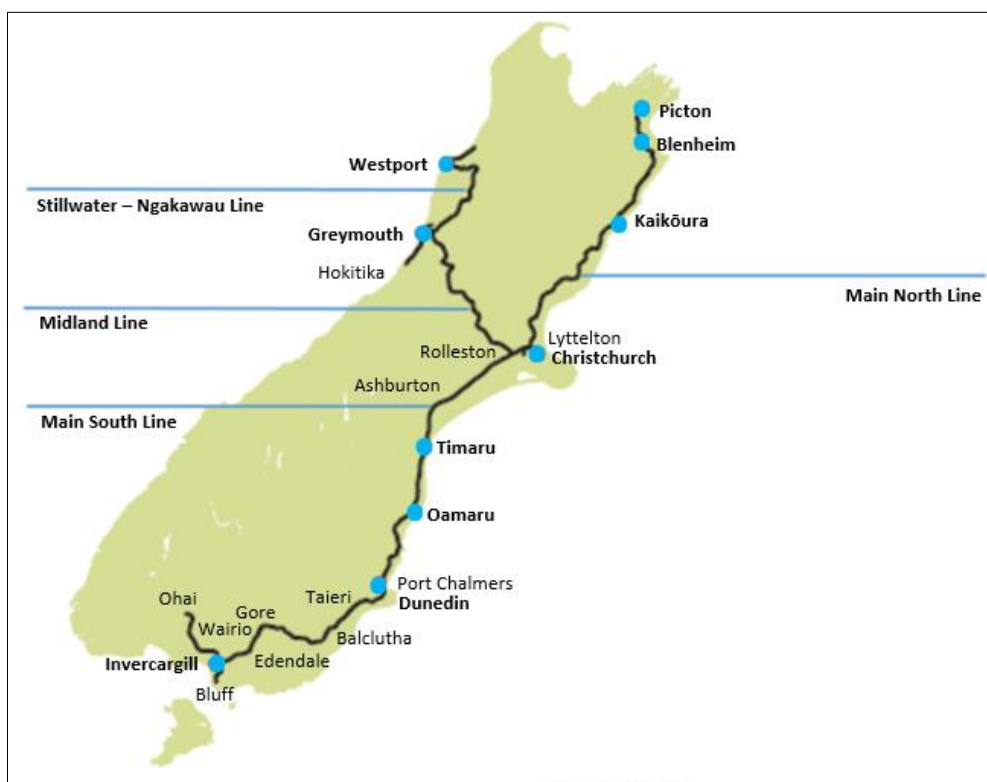 Picton
Blenheim
Westport
Stillwater – Ngakawau Line
Kaikōura
Greymouth
Hokitika
Main North Line
Midland Line
Lyttelton
Rolleston
Christchurch
Ashburton
Main South Line
Timaru
Oamaru
Port Chalmers
Ohai
Taieri
Dunedin
Gore
Wairio
Balclutha
Invercargill
Edendale
Bluff